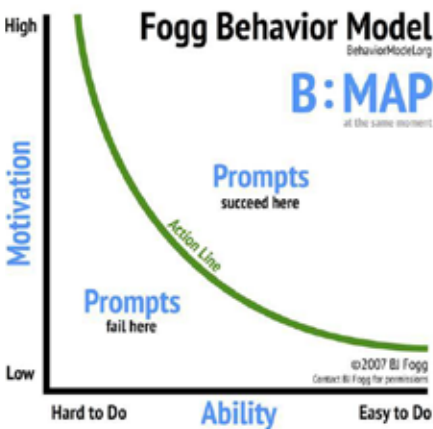 High
Fogg Behavior Model
BehaviorModel.org
B:MAP
at the same moment
Motivation
Prompts
succeed here
Action Line
Prompts
fail here
©2007 BJ Fogg
Contact BJ Fogg for permissions
Low
Hard to Do
Ability
Easy to Do